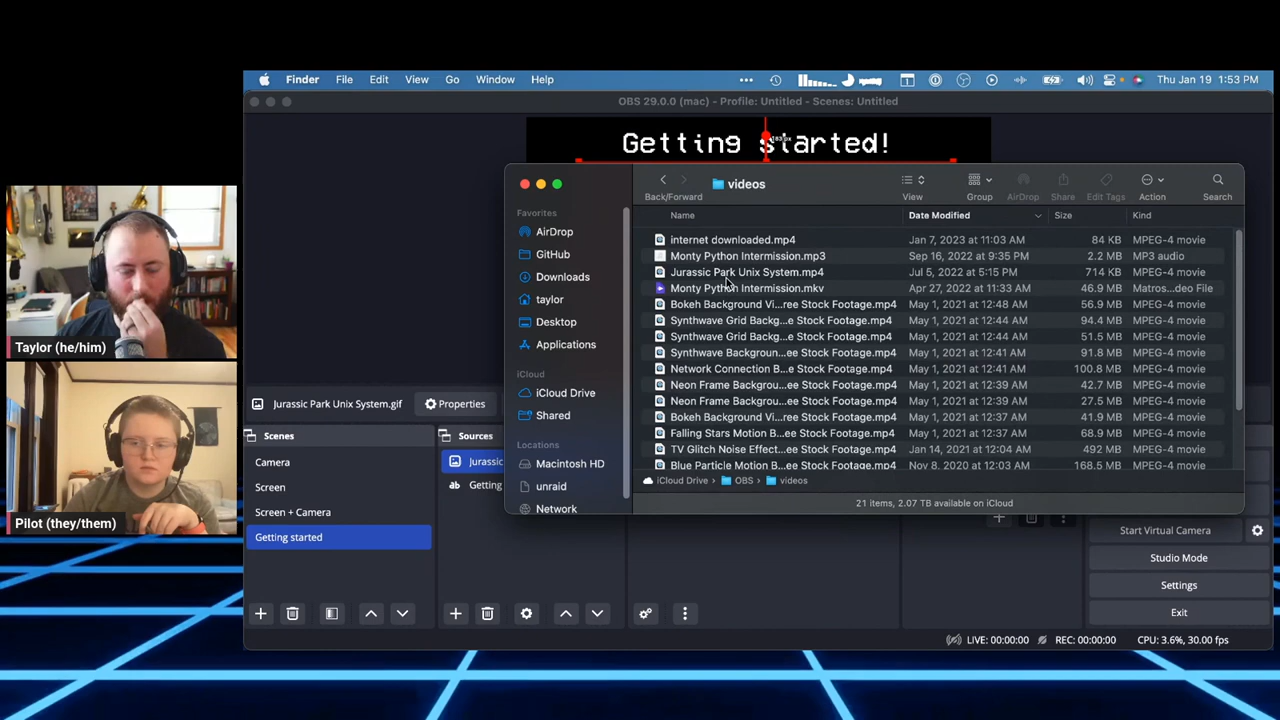 Finder File Edit View Go Window Help Thu Jan 19 1:53 PM
OBS 29.0.0 (mac) - Profile: Untitled - Scenes: Untitled
Getting started!
videos
Back/Forward View Group AirDrop Share Edit Tags Action Search
Favorites
AirDrop
GitHub
Downloads
taylor
Desktop
Applications
iCloud
iCloud Drive
Shared
Locations
Macintosh HD
unraid
Network
Name Date Modified Size Kind
internet downloaded.mp4 Jan 7, 2023 at 11:03 AM 84 KB MPEG-4 movie
Monty Python Intermission.mp3 Sep 16, 2022 at 9:35 PM 2.2 MB MP3 audio
Jurassic Park Unix System.mp4 Jul 5, 2022 at 5:15 PM 714 KB MPEG-4 movie
Monty Python Intermission.mkv Apr 27, 2022 at 11:33 AM 46.9 MB Matros...deo File
Bokeh Background Vi...ree Stock Footage.mp4 May 1, 2021 at 12:48 AM 56.9 MB MPEG-4 movie
Synthwave Grid Backg...e Stock Footage.mp4 May 1, 2021 at 12:44 AM 94.4 MB MPEG-4 movie
Synthwave Grid Backg...e Stock Footage.mp4 May 1, 2021 at 12:44 AM 51.5 MB MPEG-4 movie
Synthwave Backgroun...ee Stock Footage.mp4 May 1, 2021 at 12:41 AM 91.8 MB MPEG-4 movie
Network Connection B...ee Stock Footage.mp4 May 1, 2021 at 12:41 AM 100.8 MB MPEG-4 movie
Neon Frame Backgrou...ee Stock Footage.mp4 May 1, 2021 at 12:39 AM 42.7 MB MPEG-4 movie
Neon Frame Backgrou...ee Stock Footage.mp4 May 1, 2021 at 12:39 AM 27.5 MB MPEG-4 movie
Bokeh Background Vi...ree Stock Footage.mp4 May 1, 2021 at 12:37 AM 41.9 MB MPEG-4 movie
Falling Stars Motion B...ee Stock Footage.mp4 May 1, 2021 at 12:37 AM 68.9 MB MPEG-4 movie
TV Glitch Noise Effect...ee Stock Footage.mp4 Jan 14, 2021 at 12:04 AM 492 MB MPEG-4 movie
Blue Particle Motion B...ee Stock Footage.mp4 Nov 8, 2020 at 12:03 AM 168.5 MB MPEG-4 movie
iCloud Drive › OBS › videos
21 items, 2.07 TB available on iCloud
Taylor (he/him)
Pilot (they/them)
Jurassic Park Unix System.gif Properties
Scenes
Camera
Screen
Screen + Camera
Getting started
Sources
Jurassic
Getting
Start Virtual Camera
Studio Mode
Settings
Exit
LIVE: 00:00:00 REC: 00:00:00 CPU: 3.6%, 30.00 fps